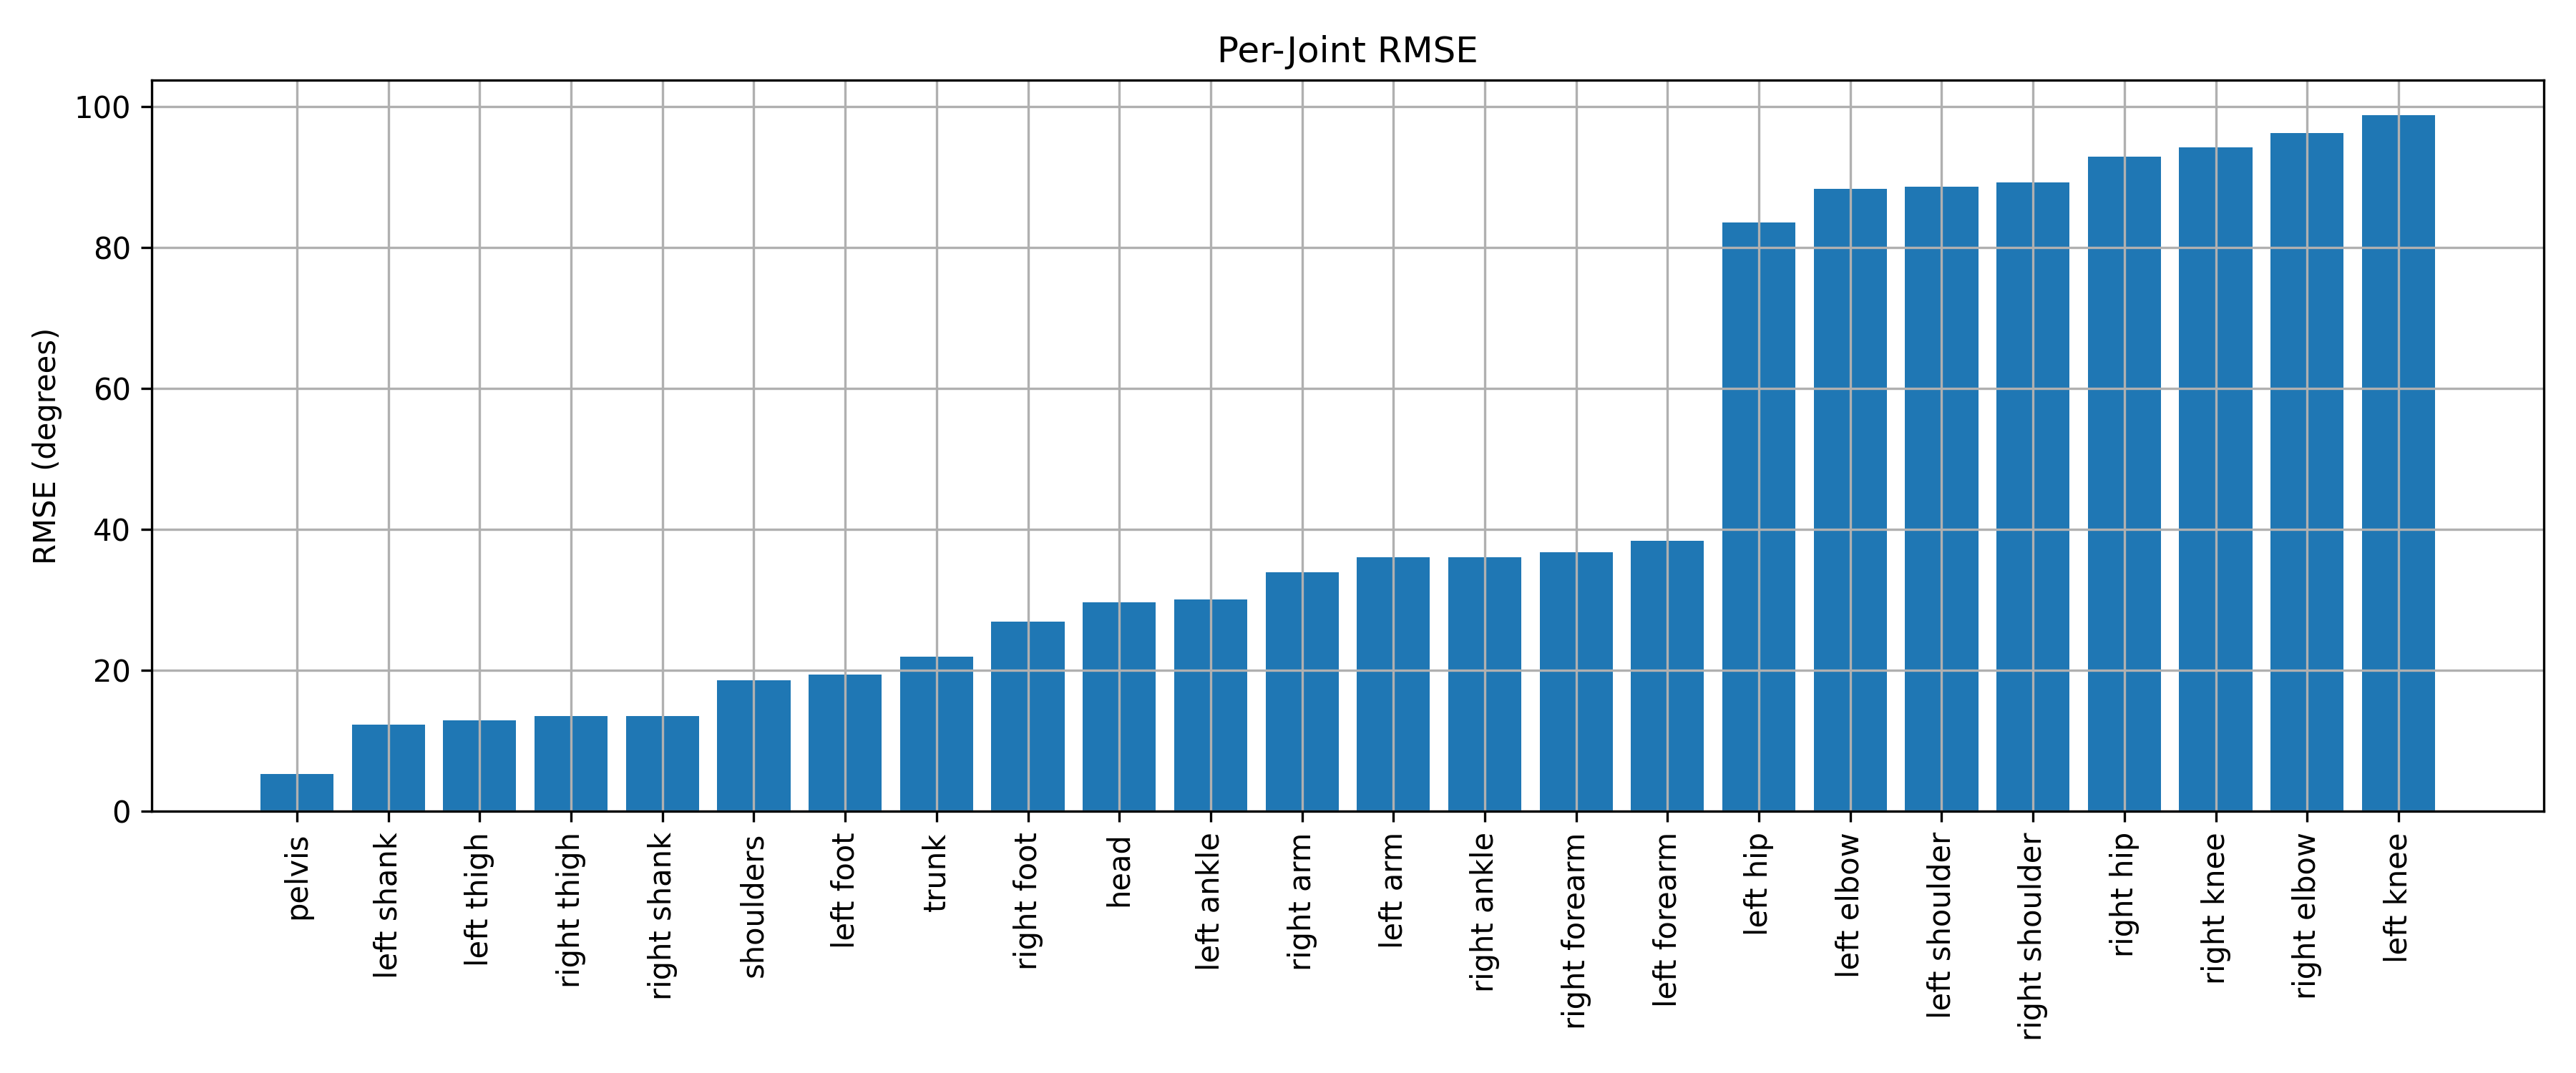 Per-Joint RMSE
RMSE (degrees)
100
80
60
40
20
0
pelvis
left shank
left thigh
right thigh
right shank
shoulders
left foot
trunk
right foot
head
left ankle
right arm
left arm
right ankle
right forearm
left forearm
left hip
left elbow
left shoulder
right shoulder
right hip
right knee
right elbow
left knee